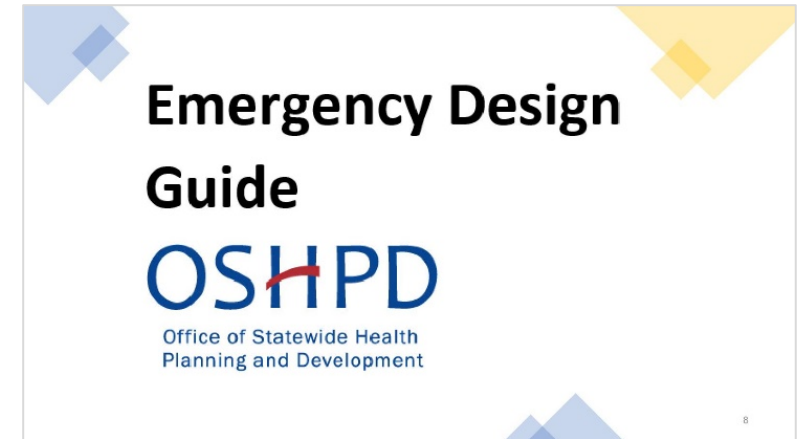 Emergency Design
Guide
OSHPD
Office of Statewide Health
Planning and Development
8